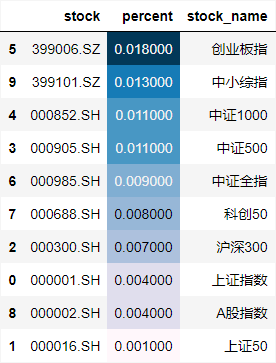 stock percent stock_name
5 399006.SZ 0.018000 创业板指
9 399101.SZ 0.013000 中小综指
4 000852.SH 0.011000 中证1000
3 000905.SH 0.011000 中证500
6 000985.SH 0.009000 中证全指
7 000688.SH 0.008000 科创50
2 000300.SH 0.007000 沪深300
0 000001.SH 0.004000 上证指数
8 000002.SH 0.004000 A股指数
1 000016.SH 0.001000 上证50